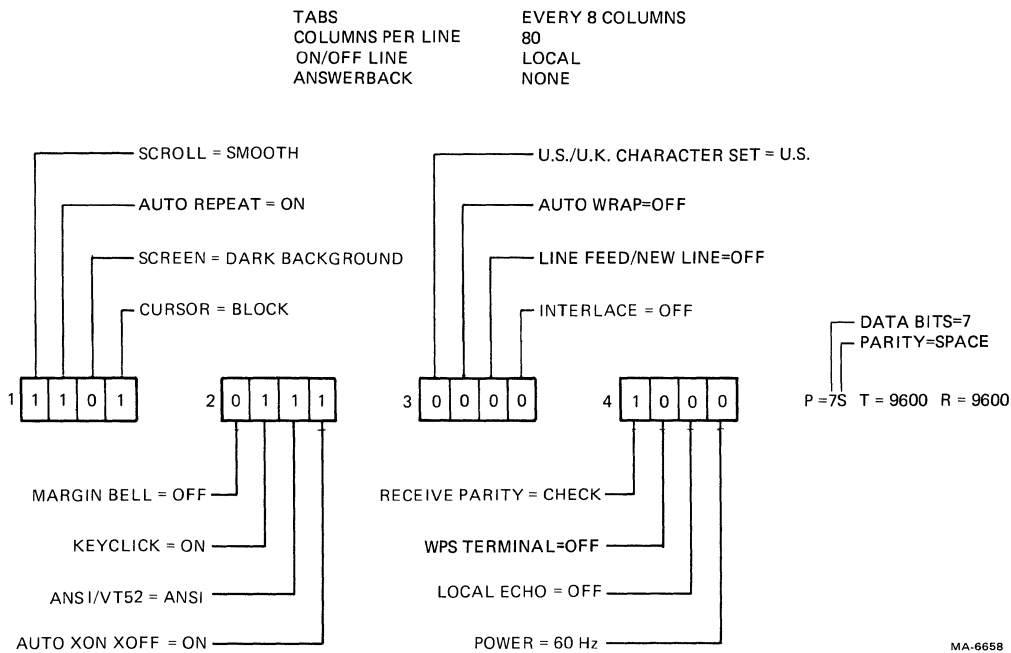 TABS EVERY 8 COLUMNS
COLUMNS PER LINE 80
ON/OFF LINE LOCAL
ANSWERBACK NONE
SCROLL = SMOOTH
AUTO REPEAT = ON
SCREEN = DARK BACKGROUND
CURSOR = BLOCK
U.S./U.K. CHARACTER SET = U.S.
AUTO WRAP=OFF
LINE FEED/NEW LINE=OFF
INTERLACE = OFF
DATA BITS=7
PARITY=SPACE
1 1 1 0 1
2 0 1 1 1
3 0 0 0 0
4 1 0 0 0
P =7S T = 9600 R = 9600
MARGIN BELL = OFF
KEYCLICK = ON
ANSI/VT52 = ANSI
AUTO XON XOFF = ON
RECEIVE PARITY = CHECK
WPS TERMINAL=OFF
LOCAL ECHO = OFF
POWER = 60 Hz
MA-6658